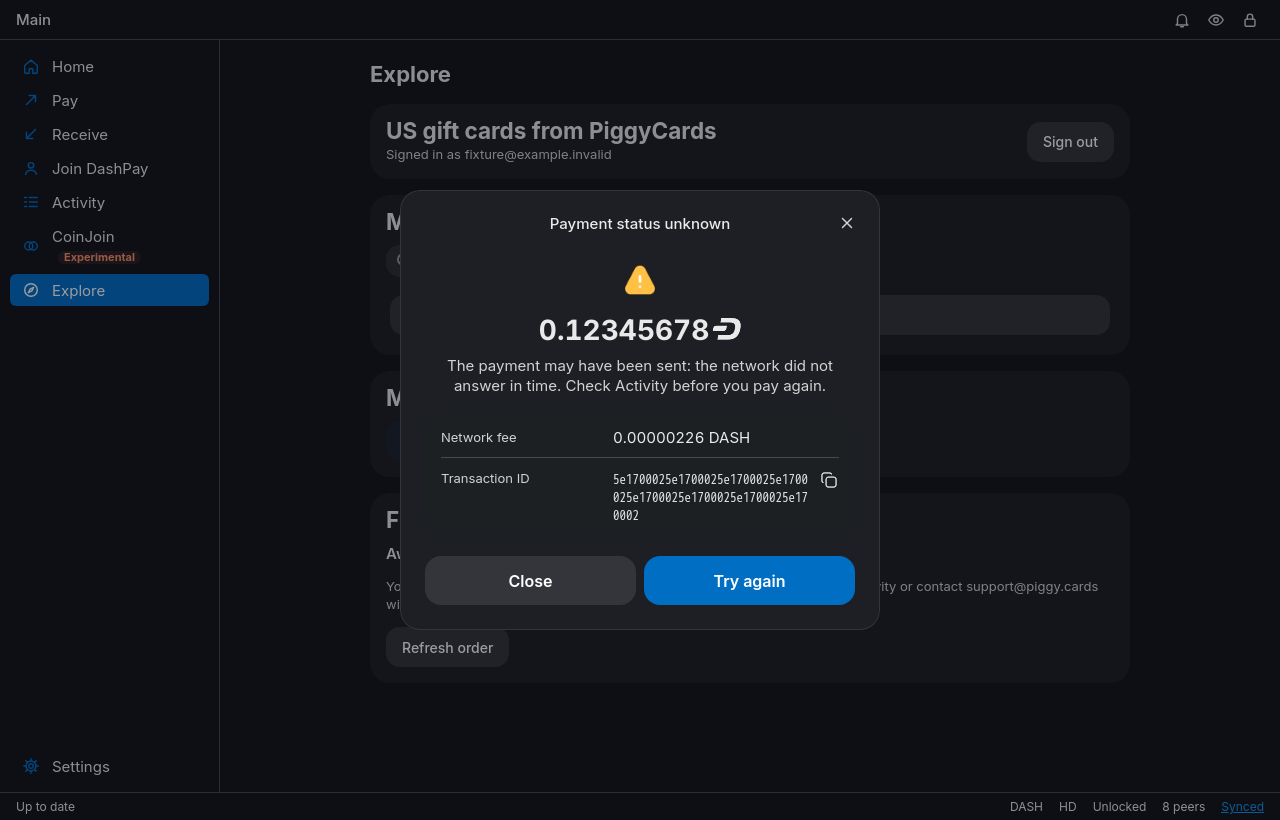 Main
Home
Pay
Receive
Join DashPay
Activity
CoinJoin
Experimental
Explore
Settings
Explore
US gift cards from PiggyCards
Signed in as fixture@example.invalid
Sign out
Payment status unknown
0.12345678
The payment may have been sent: the network did not
answer in time. Check Activity before you pay again.
Network fee
0.00000226 DASH
Transaction ID
5e1700025e1700025e1700025e1700
025e1700025e1700025e1700025e17
0002
Close
Try again
or contact support@piggy.cards
Refresh order
Up to date
DASH
HD
Unlocked
8 peers
Synced